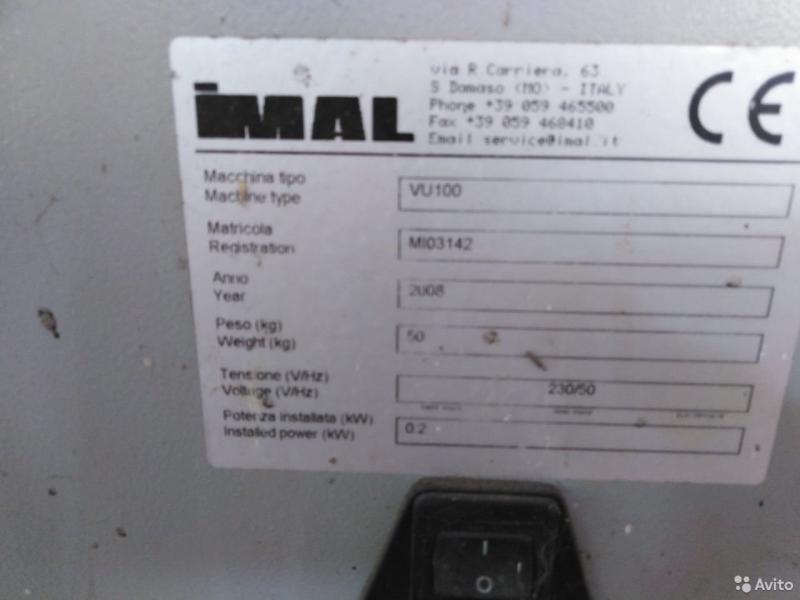 IMAL
via R.Carriera, 63
S Damaso (MO) - ITALY
Phone +39 059 465500
Fax +39 059 468410
Email service@imal.it
CE
Macchina tipo
Machine type
VU100
Matricola
Registration
MI03142
Anno
Year
2008
Peso (kg)
Weight (kg)
50
Tensione (V/Hz)
Voltage (V/Hz)
230/50
Potenza installata (kW)
Installed power (kW)
0.2
I
O
Avito